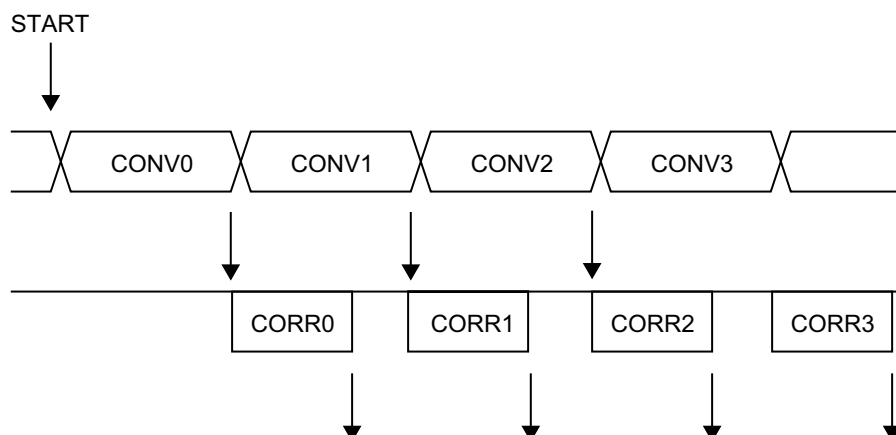 START
CONV0 CONV1 CONV2 CONV3
CORR0 CORR1 CORR2 CORR3